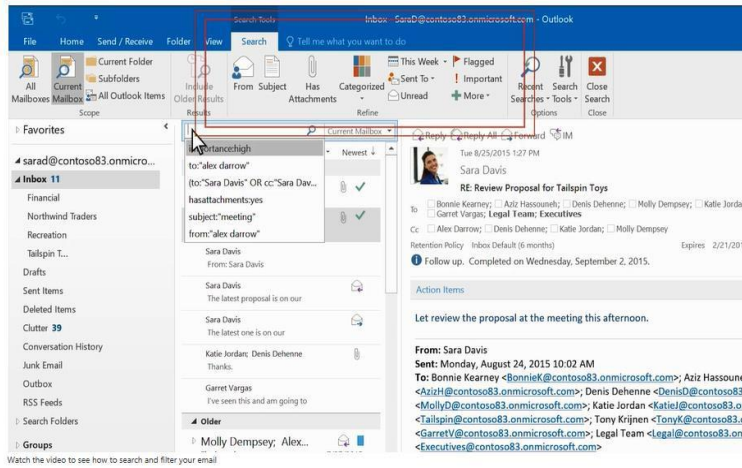 Search Tools
Inbox - SaraD@contoso83.onmicrosoft.com - Outlook
File Home Send / Receive Folder View Search Tell me what you want to do
All Mailboxes
Current Mailbox
Current Folder
Subfolders
All Outlook Items
Scope
Include Older Results
Results
From Subject
Has Attachments
Categorized
This Week
Sent To
Unread
Flagged
Important
More
Refine
Recent Searches
Search Tools
Options
Close Search
Close
Favorites
sarad@contoso83.onmicro...
Inbox 11
Financial
Northwind Traders
Recreation
Tailspin T...
Drafts
Sent Items
Deleted Items
Clutter 39
Conversation History
Junk Email
Outbox
RSS Feeds
Search Folders
Groups
Current Mailbox
Newest ↓
to:"alex darrow"
(to:"Sara Davis" OR cc:"Sara Dav...
hasattachments:yes
subject:"meeting"
from:"alex darrow"
Sara Davis
From: Sara Davis
Sara Davis
The latest proposal is on our
Sara Davis
The latest one is on our
Katie Jordan; Denis Dehenne
Thanks.
Garret Vargas
I've seen this and am going to
Older
Molly Dempsey; Alex...
Reply Reply All Forward IM
Tue 8/25/2015 1:27 PM
Sara Davis
RE: Review Proposal for Tailspin Toys
To Bonnie Kearney; Aziz Hassouneh; Denis Dehenne; Molly Dempsey; Katie Jorda
Garret Vargas; Legal Team; Executives
Cc Alex Darrow; Denis Dehenne; Katie Jordan; Molly Dempsey
Retention Policy Inbox Default (6 months) Expires 2/21/201
Follow up. Completed on Wednesday, September 2, 2015.
Action Items
Let review the proposal at the meeting this afternoon.
From: Sara Davis
Sent: Monday, August 24, 2015 10:02 AM
To: Bonnie Kearney <BonnieK@contoso83.onmicrosoft.com>; Aziz Hassoune
<AzizH@contoso83.onmicrosoft.com>; Denis Dehenne <DenisD@contoso83
<MollyD@contoso83.onmicrosoft.com>; Katie Jordan <KatieJ@contoso83.o
<Tailspin@contoso83.onmicrosoft.com>; Tony Krijnen <TonyK@contoso83.o
<GarretV@contoso83.onmicrosoft.com>; Legal Team <Legal@contoso83.on
<Executives@contoso83.onmicrosoft.com>
Watch the video to see how to search and filter your email